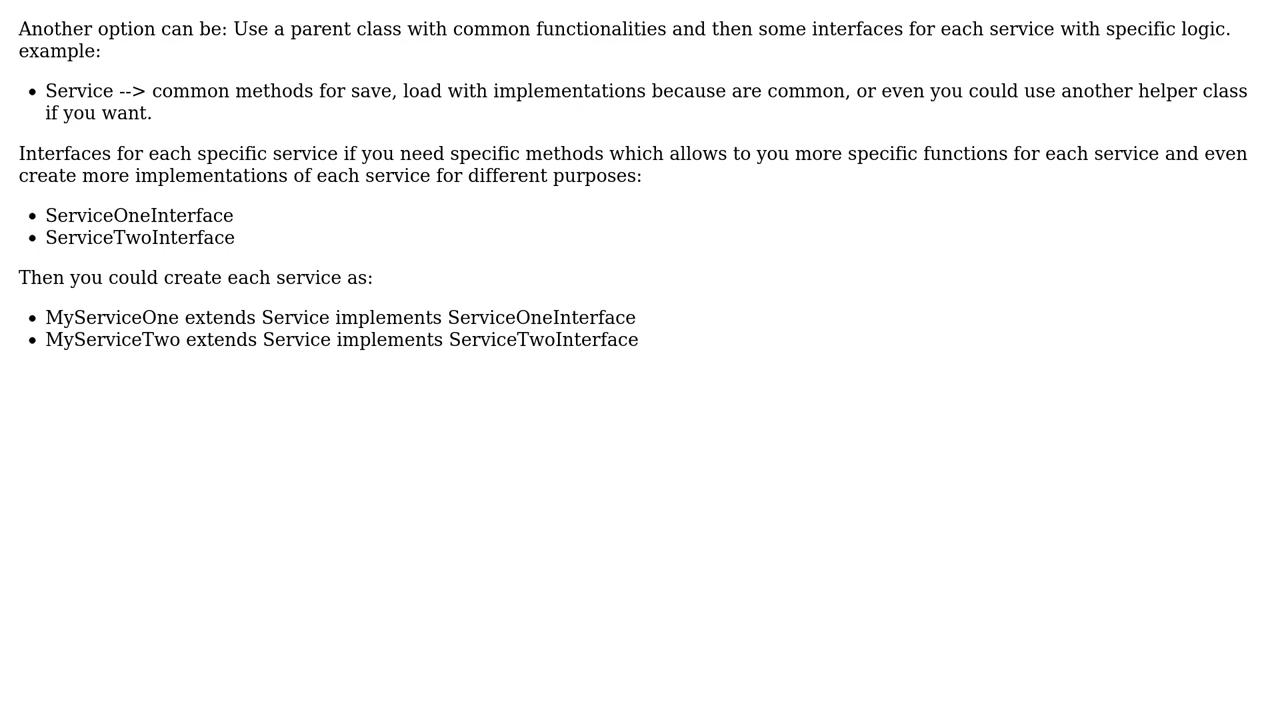 Another option can be: Use a parent class with common functionalities and then some interfaces for each service with specific logic.
example:
• Service --> common methods for save, load with implementations because are common, or even you could use another helper class
if you want.
Interfaces for each specific service if you need specific methods which allows to you more specific functions for each service and even
create more implementations of each service for different purposes:
• ServiceOneInterface
• ServiceTwoInterface
Then you could create each service as:
• MyServiceOne extends Service implements ServiceOneInterface
• MyServiceTwo extends Service implements ServiceTwoInterface